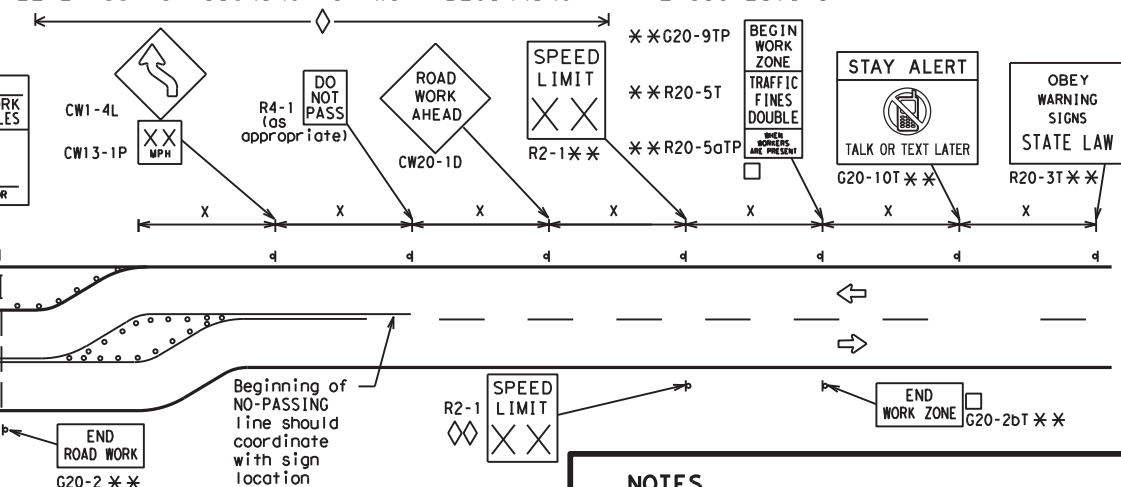 ✱✱G20-9TP
BEGIN
WORK
ZONE
SPEED
LIMIT
XX
STAY ALERT
TALK OR TEXT LATER
OBEY
WARNING
SIGNS
STATE LAW
DO
NOT
PASS
ROAD
WORK
AHEAD
CW1-4L
R4-1
(as
appropriate)
✱✱R20-5T
TRAFFIC
FINES
DOUBLE
XX
MPH
CW13-1P
CW20-1D
R2-1✱✱
✱✱R20-5aTP
WHEN
WORKERS
ARE PRESENT
G20-10T✱✱
R20-3T✱✱
X
X
X
X
X
X
X
Beginning of
NO-PASSING
line should
coordinate
with sign
location
R2-1
SPEED
LIMIT
XX
END
WORK ZONE
G20-2bT✱✱
END
ROAD WORK
G20-2✱✱
NOTES